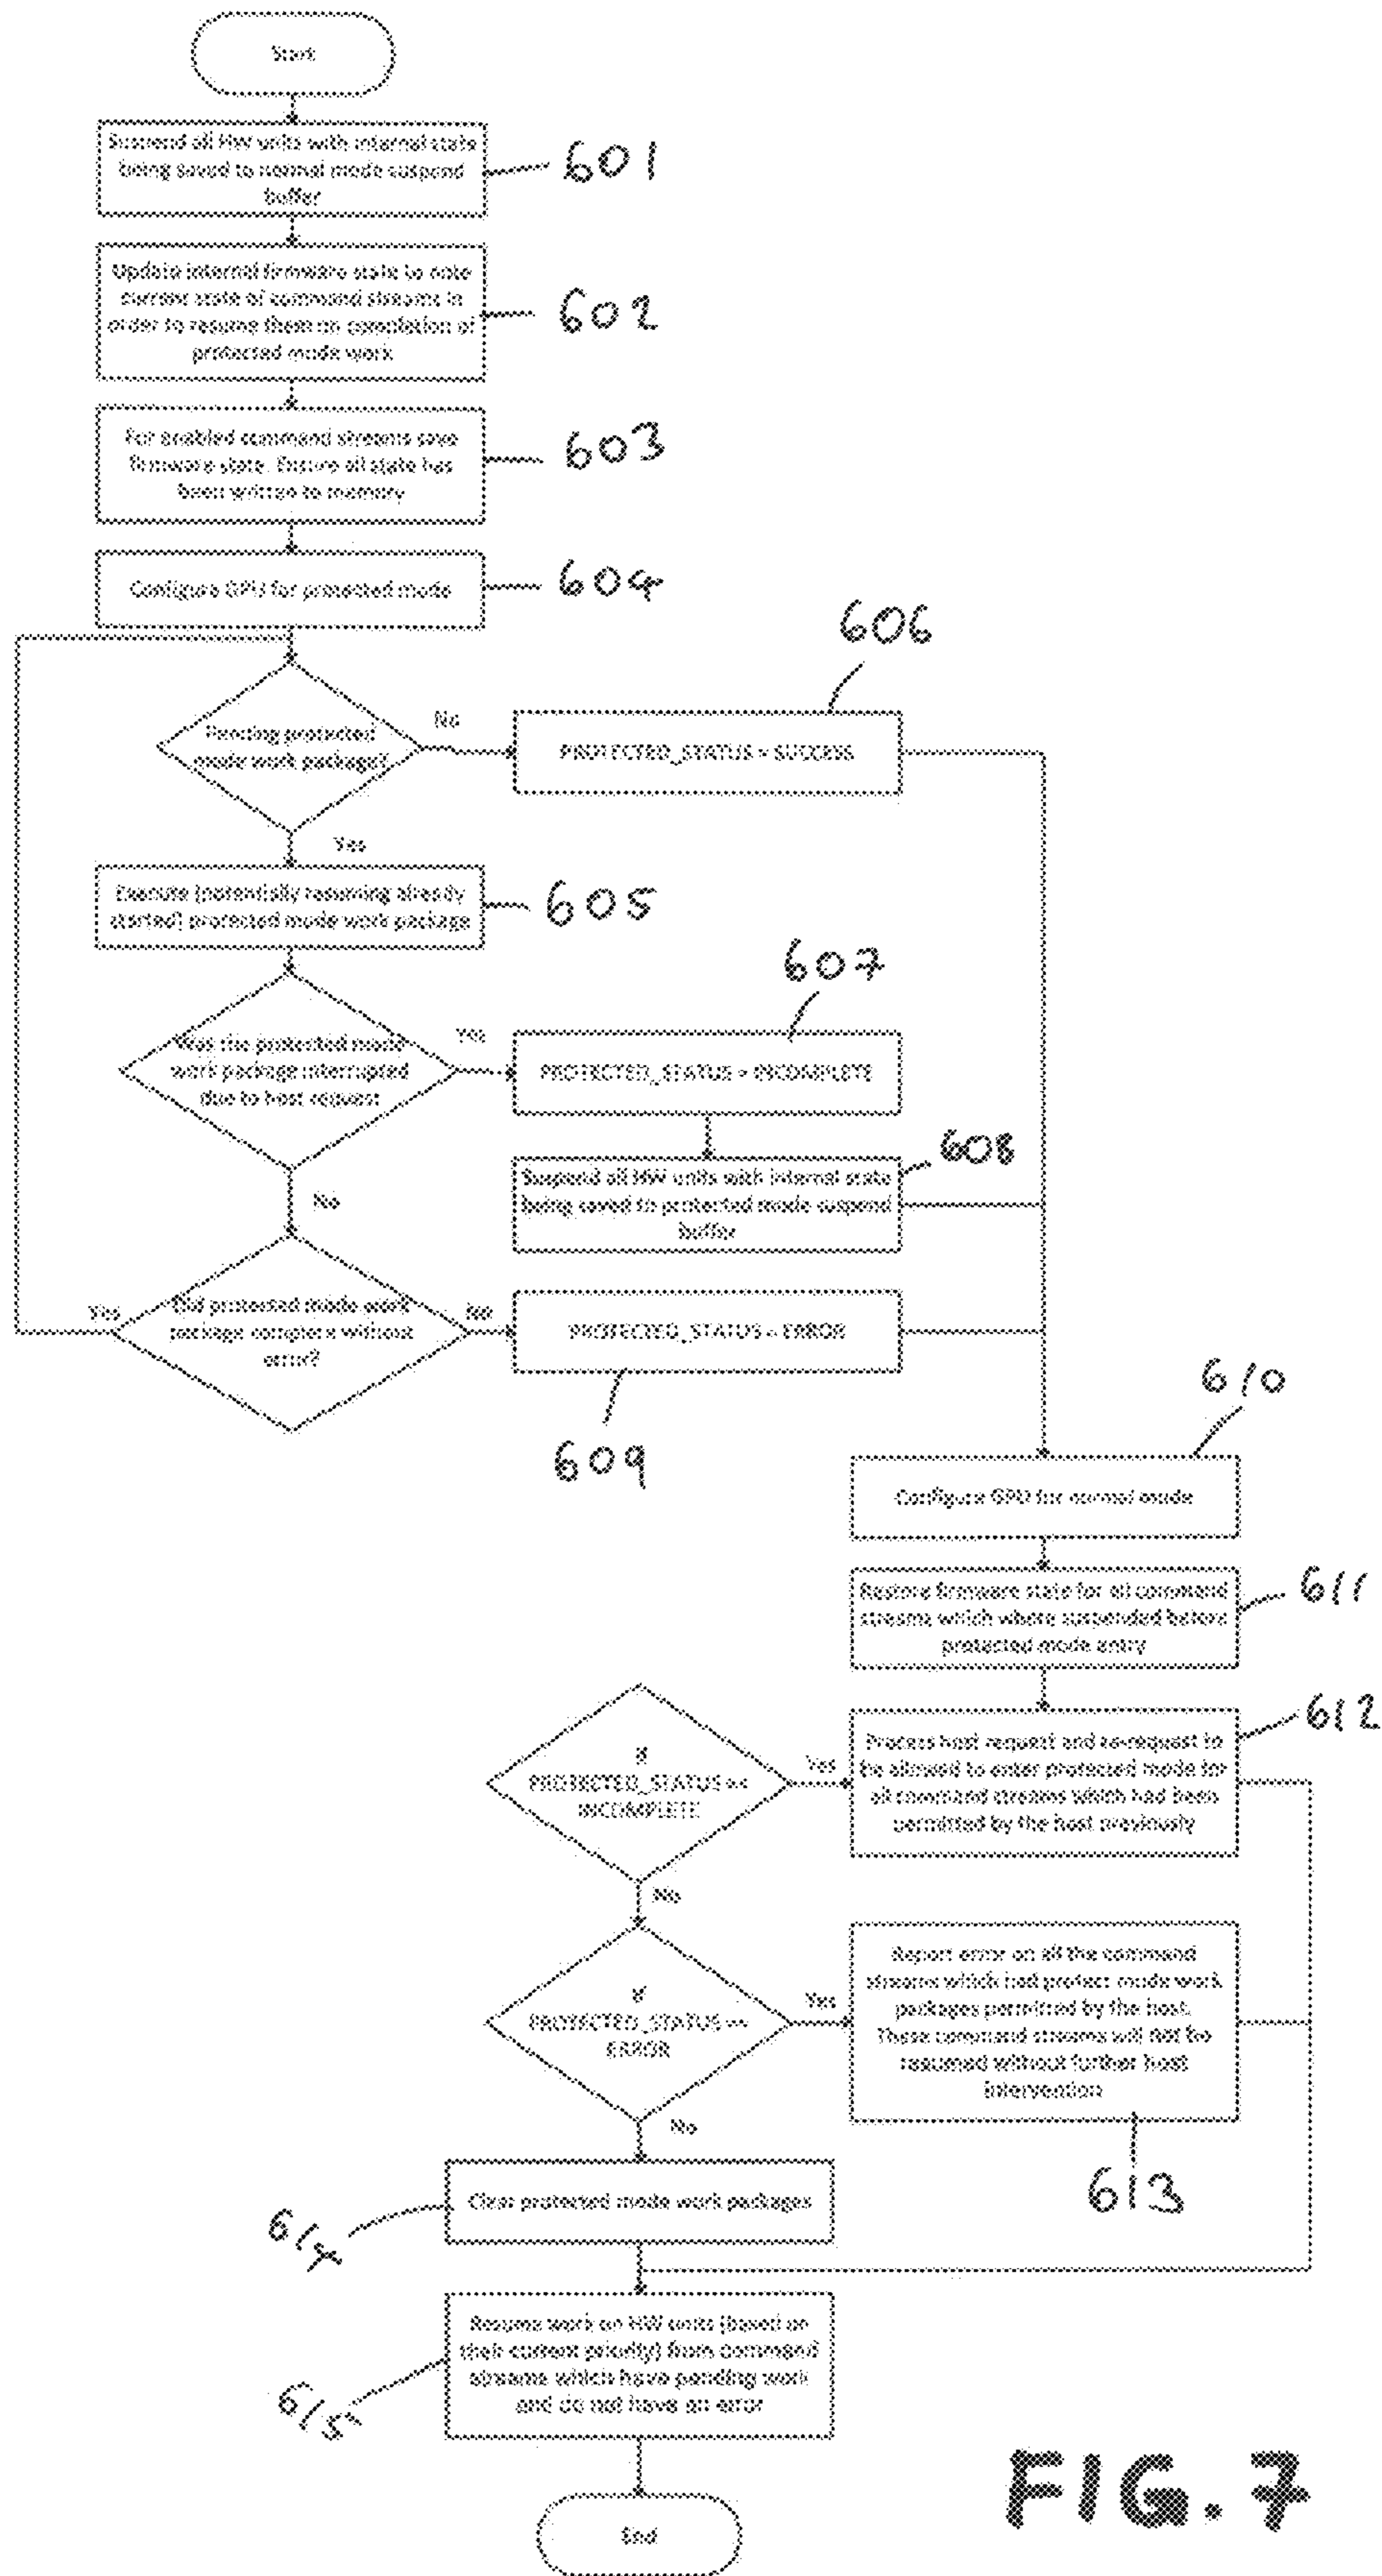 Start
Suspend all HW units with internal state
being saved to normal mode suspend
buffer
601
Update internal firmware state to note
current state of command streams in
order to resume them on completion of
protected mode work
602
For enabled command streams save
firmware state. Ensure all state has
been written to memory
603
Configure GPU for protected mode
604
606
Pending protected
mode work package?
No
PROTECTED_STATUS = SUCCESS
Yes
Execute (potentially resuming already
started) protected mode work package
605
607
Was the protected mode
work package interrupted
due to host request
Yes
PROTECTED_STATUS = INCOMPLETE
608
Suspend all HW units with internal state
being saved to protected mode suspend
buffer
No
Yes
Did protected mode work
package complete without
error?
No
PROTECTED_STATUS = ERROR
609
610
Configure GPU for normal mode
Restore firmware state for all command
streams which where suspended before
protected mode entry
611
If
PROTECTED_STATUS ==
INCOMPLETE
Yes
Process host request and re-request to
be allowed to enter protected mode for
all command streams which had been
permitted by the host previously
612
No
If
PROTECTED_STATUS ==
ERROR
Yes
Report error on all the command
streams which had protect mode work
packages permitted by the host.
These command streams will not be
resumed without further host
intervention
613
No
Clear protected mode work packages
614
Resume work on HW units (based on
their current priority) from command
streams which have pending work
and do not have an error
615
End
FIG. 7